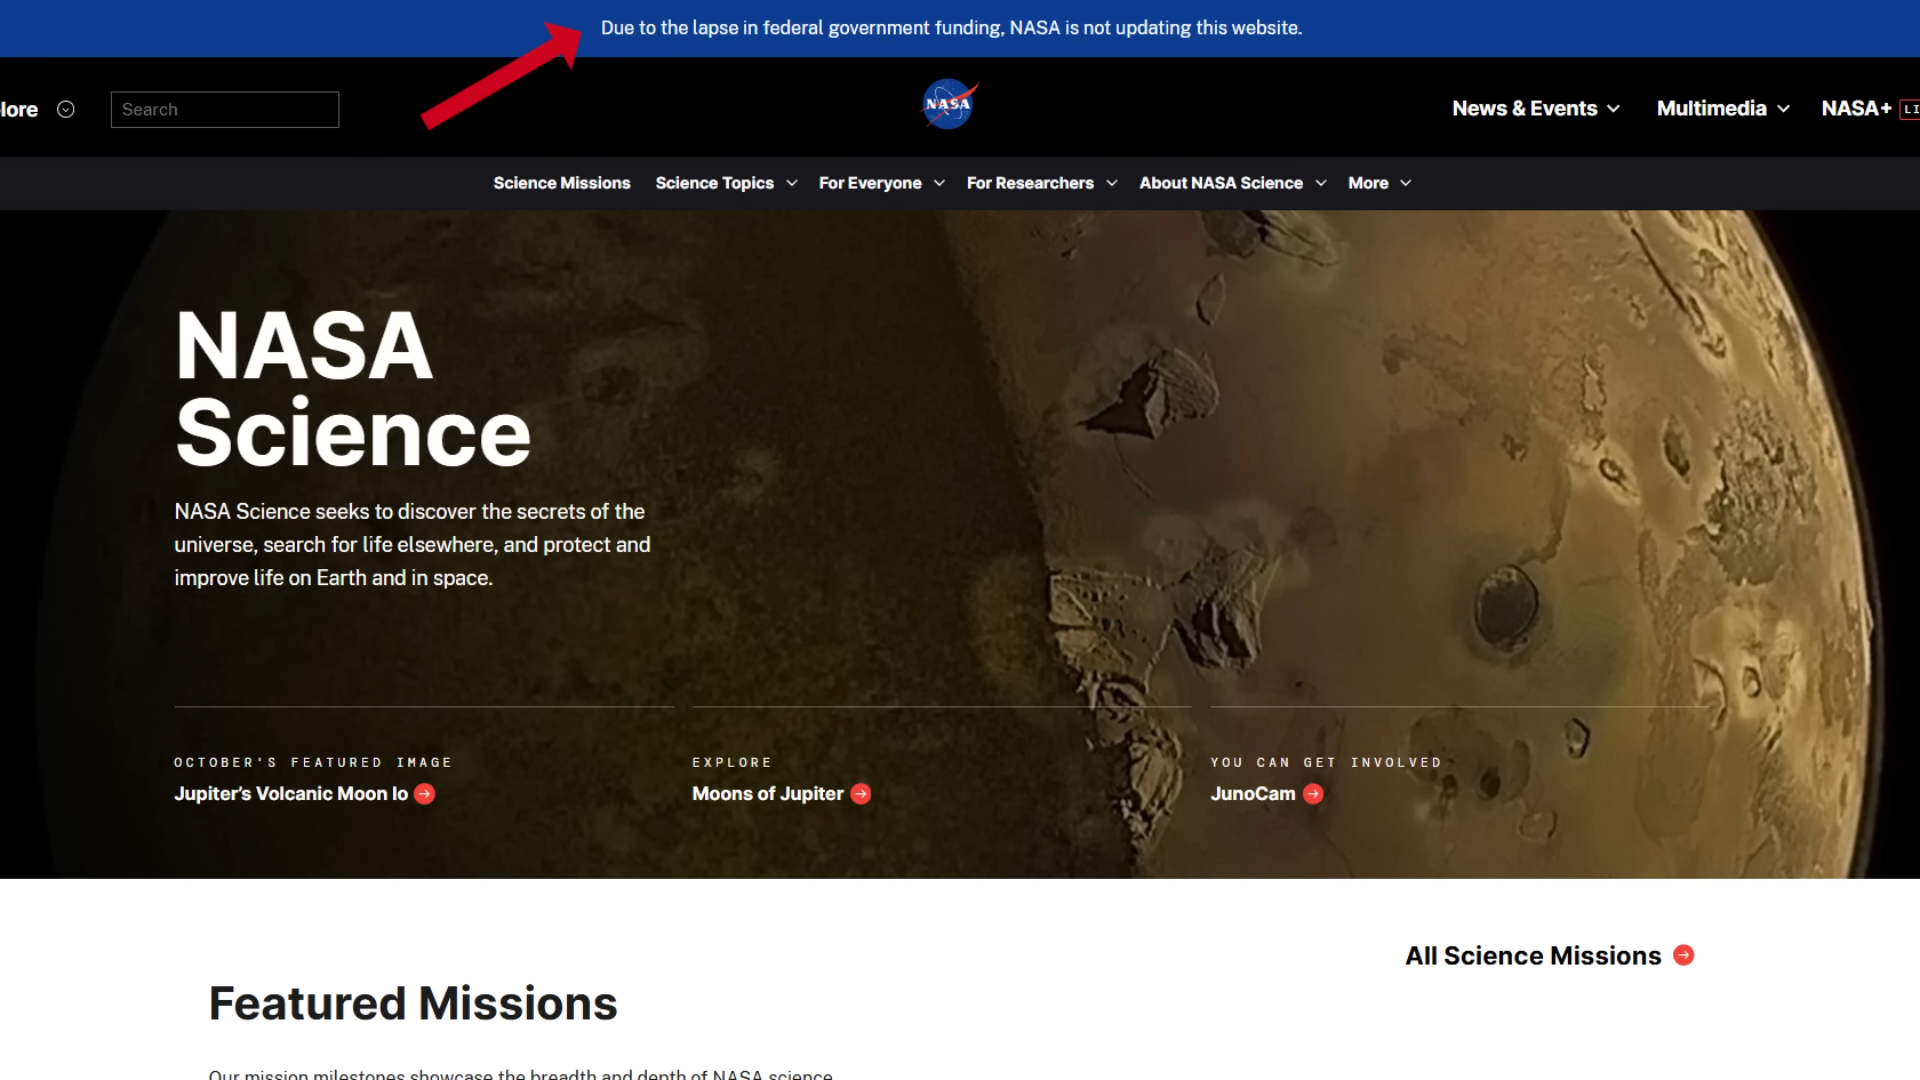 Due to the lapse in federal government funding, NASA is not updating this website.
lore
Search
NASA
News & Events
Multimedia
NASA+
LI
Science Missions
Science Topics
For Everyone
For Researchers
About NASA Science
More
NASA
Science
NASA Science seeks to discover the secrets of the
universe, search for life elsewhere, and protect and
improve life on Earth and in space.
OCTOBER'S FEATURED IMAGE
Jupiter’s Volcanic Moon Io
EXPLORE
Moons of Jupiter
YOU CAN GET INVOLVED
JunoCam
All Science Missions
Featured Missions
Our mission milestones showcase the breadth and depth of NASA science